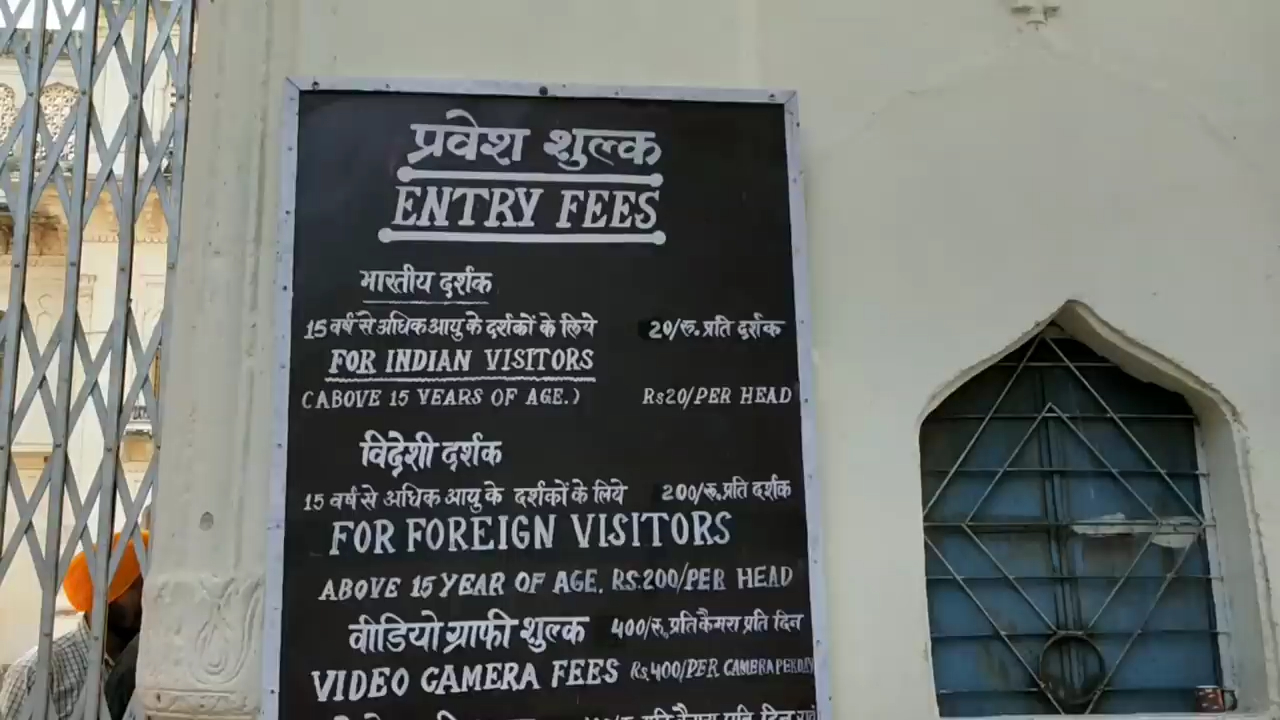 प्रवेश शुल्क
ENTRY FEES
भारतीय दर्शक
15 वर्ष से अधिक आयु के दर्शकों के लिये 20/रू. प्रति दर्शक
FOR INDIAN VISITORS
(ABOVE 15 YEARS OF AGE.) Rs20/PER HEAD
विदेशी दर्शक
15 वर्ष से अधिक आयु के दर्शकों के लिये 200/रू. प्रति दर्शक
FOR FOREIGN VISITORS
ABOVE 15 YEAR OF AGE. RS.200/PER HEAD
वीडियो ग्राफी शुल्क 400/रू. प्रति कैमरा प्रति दिन
VIDEO CAMERA FEES Rs.400/PER CAMERA PER DAY